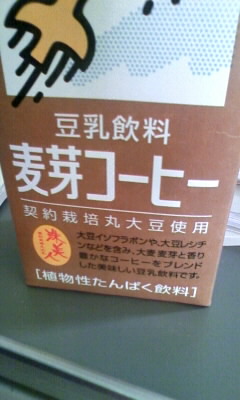 豆乳飲料
麦芽コーヒー
契約栽培丸大豆使用
大豆イソフラボンや、大豆レシチ
ンなどを含み、大麦麦芽と香り
豊かなコーヒーをブレンド
した美味しい豆乳飲料です。
[植物性たんぱく飲料]